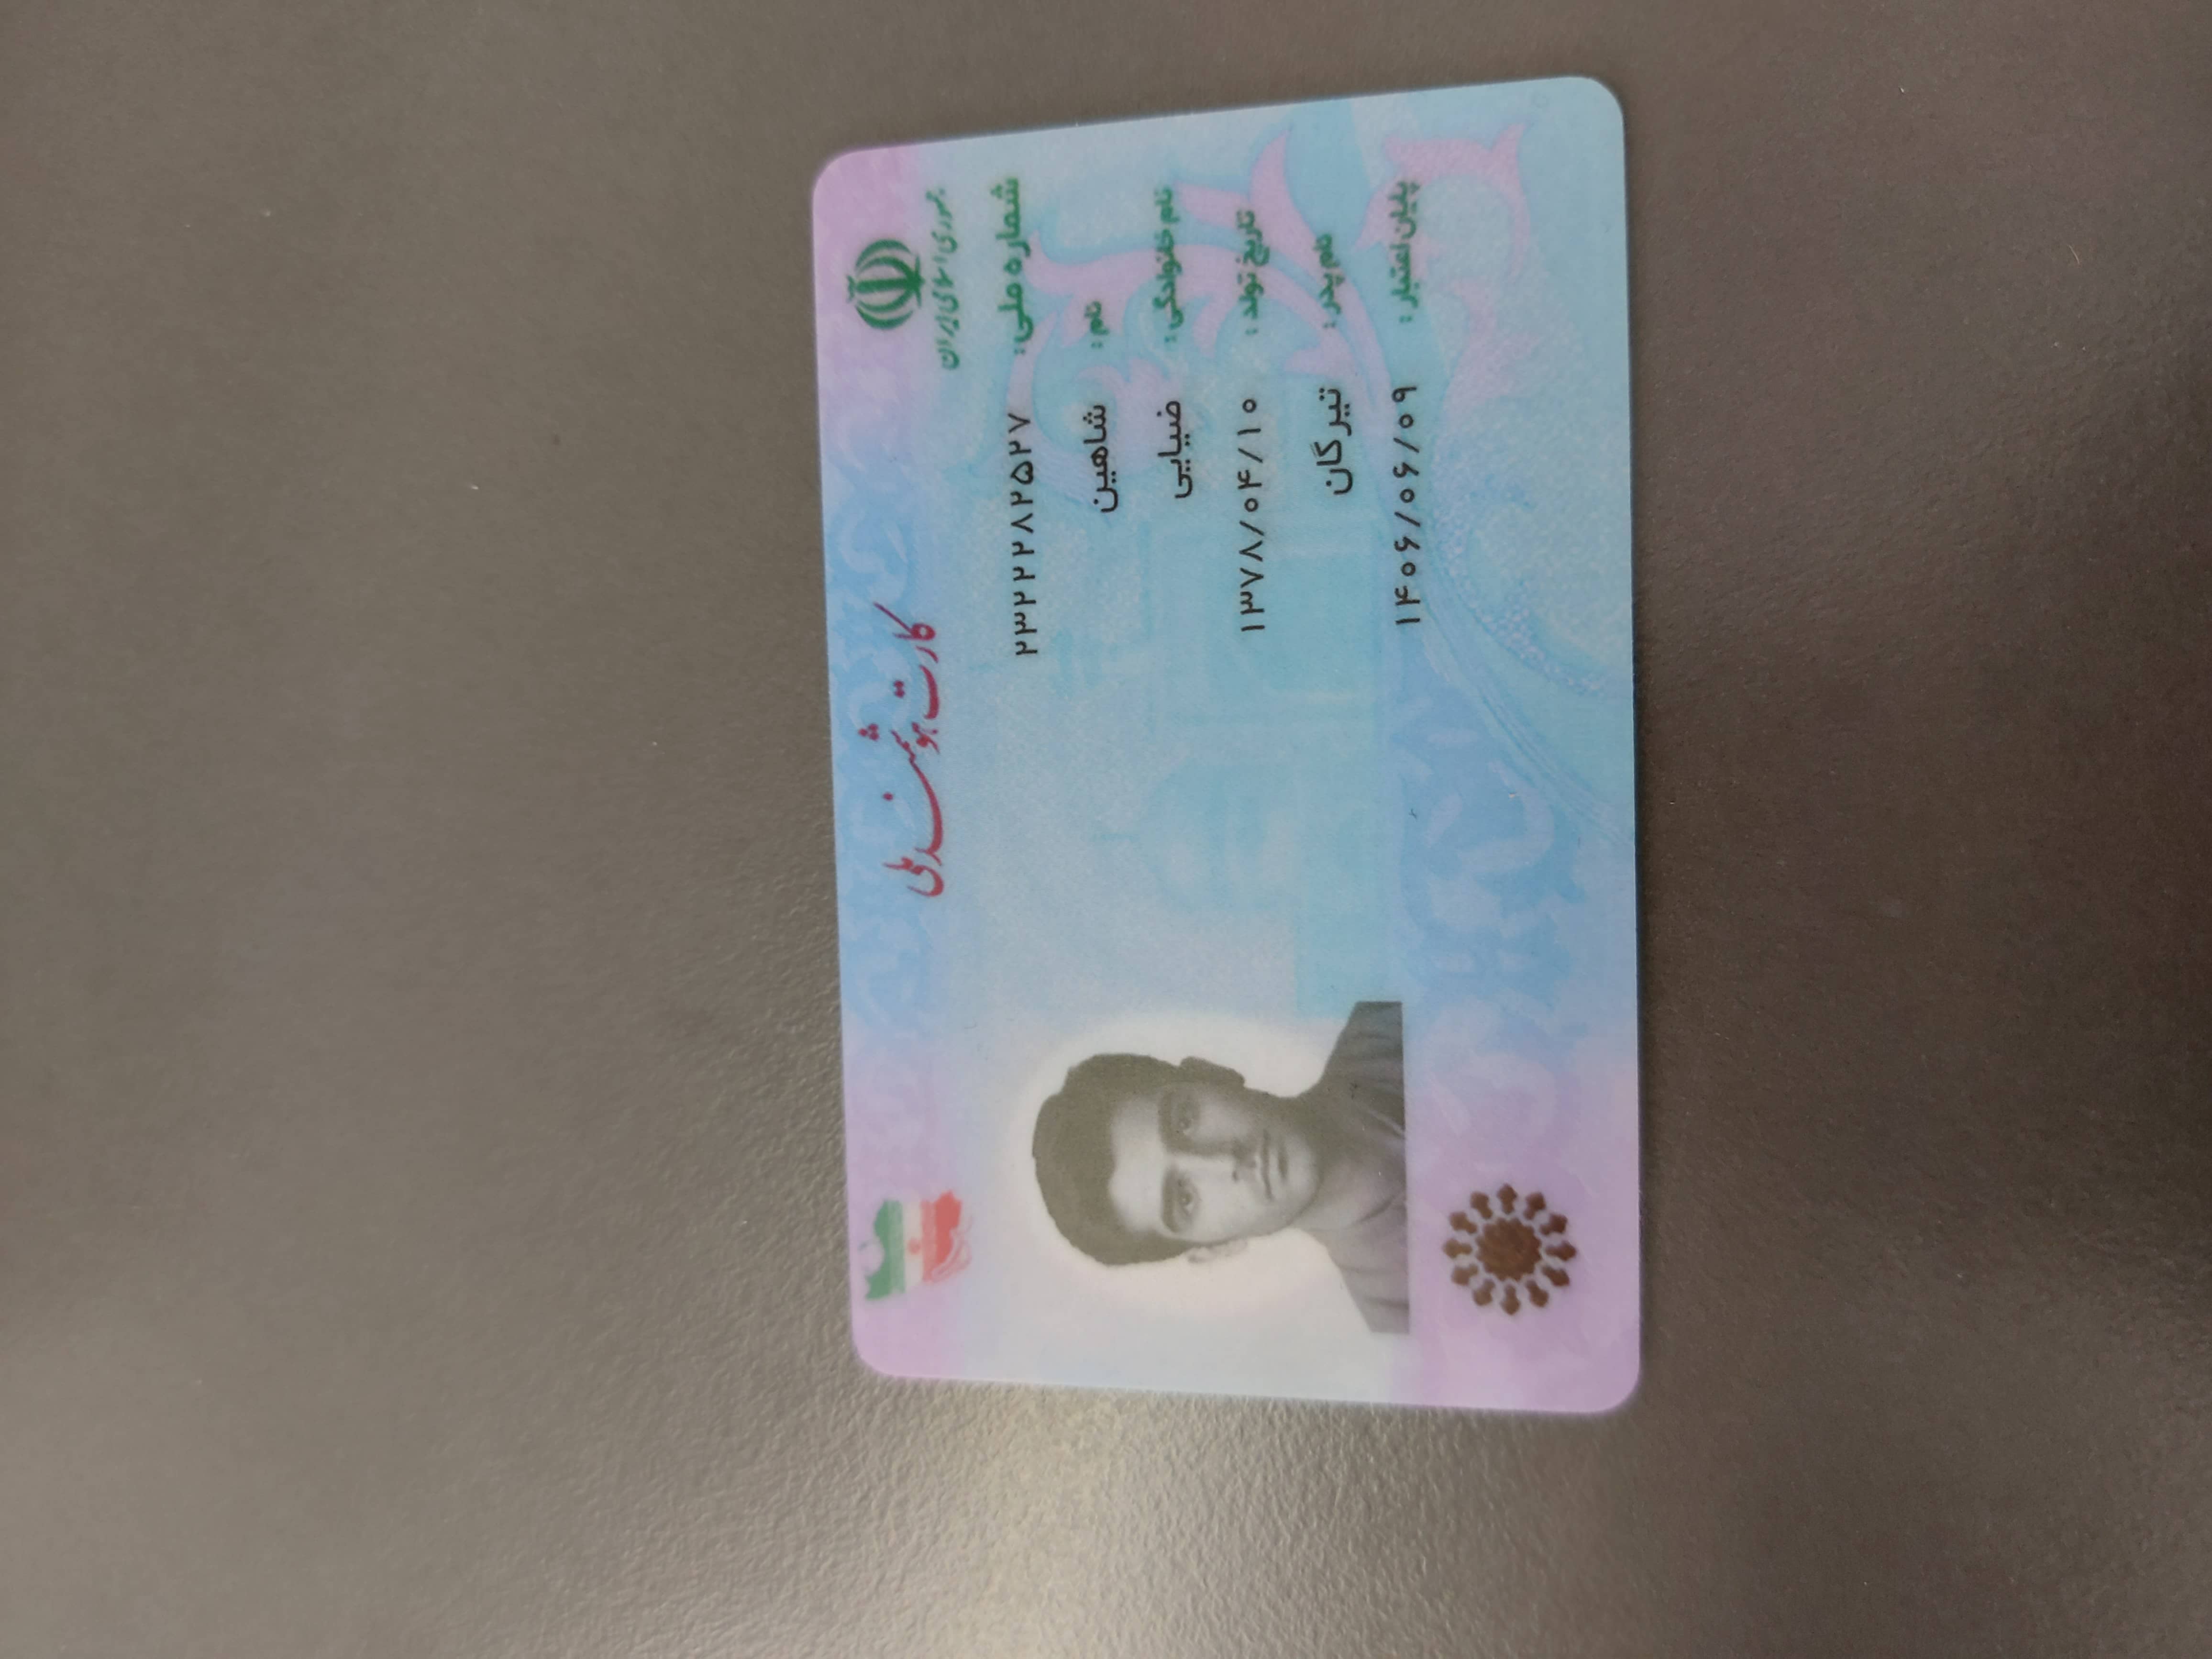 جمهوری اسلامی ایران
کارت هوشمند ملی
شماره ملی: ۲۳۲۲۲۸۲۵۲۷
نام : شاهین
نام خانوادگی : ضیایی
تاریخ تولد : ۱۳۷۸/۰۴/۱۰
نام پدر : تیرگان
پایان اعتبار : ۱۴۰۶/۰۶/۰۹